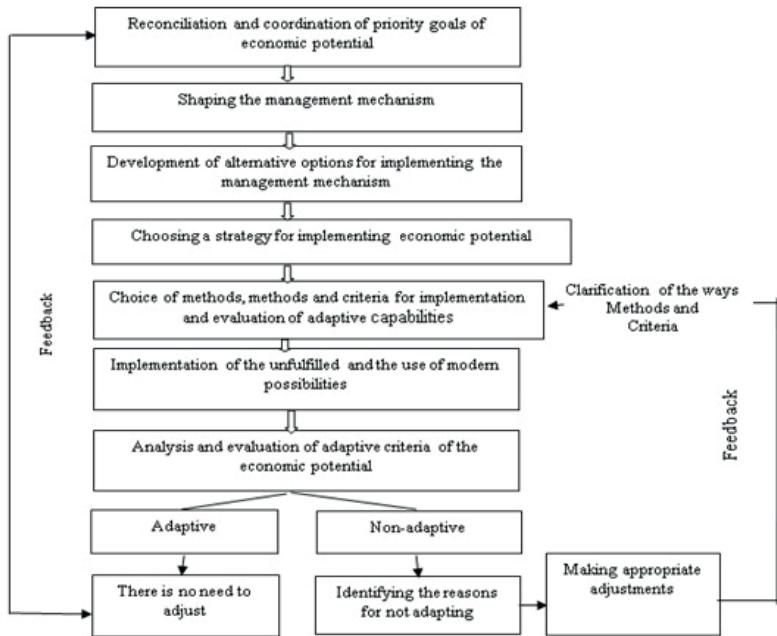 Reconciliation and coordination of priority goals of
economic potential
Shaping the management mechanism
Development of alternative options for implementing the
management mechanism
Choosing a strategy for implementing economic potential
Choice of methods, methods and criteria for implementation
and evaluation of adaptive capabilities
Clarification of the ways
Methods and
Criteria
Feedback
Implementation of the unfulfilled and the use of modern
possibilities
Feedback
Analysis and evaluation of adaptive criteria of the
economic potential
Adaptive
Non-adaptive
There is no need to
adjust
Identifying the reasons
for not adapting
Making appropriate
adjustments